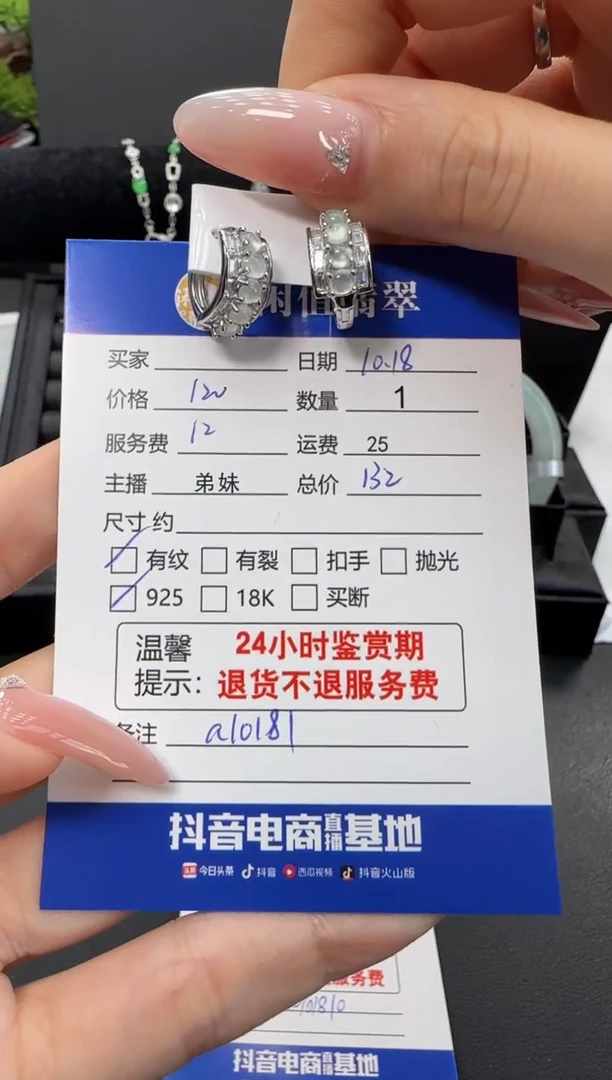 翡翠
买家 日期 10.18
价格 120 数量 1
服务费 12 运费 25
主播 弟妹 总价 132
尺寸约
有纹 有裂 扣手 抛光
925 18K 买断
温馨 24小时鉴赏期
提示: 退货不退服务费
备注 a10181
抖音电商直播基地
头条 今日头条 抖音 西瓜视频 抖音火山版
服务费
抖音电商直播基地